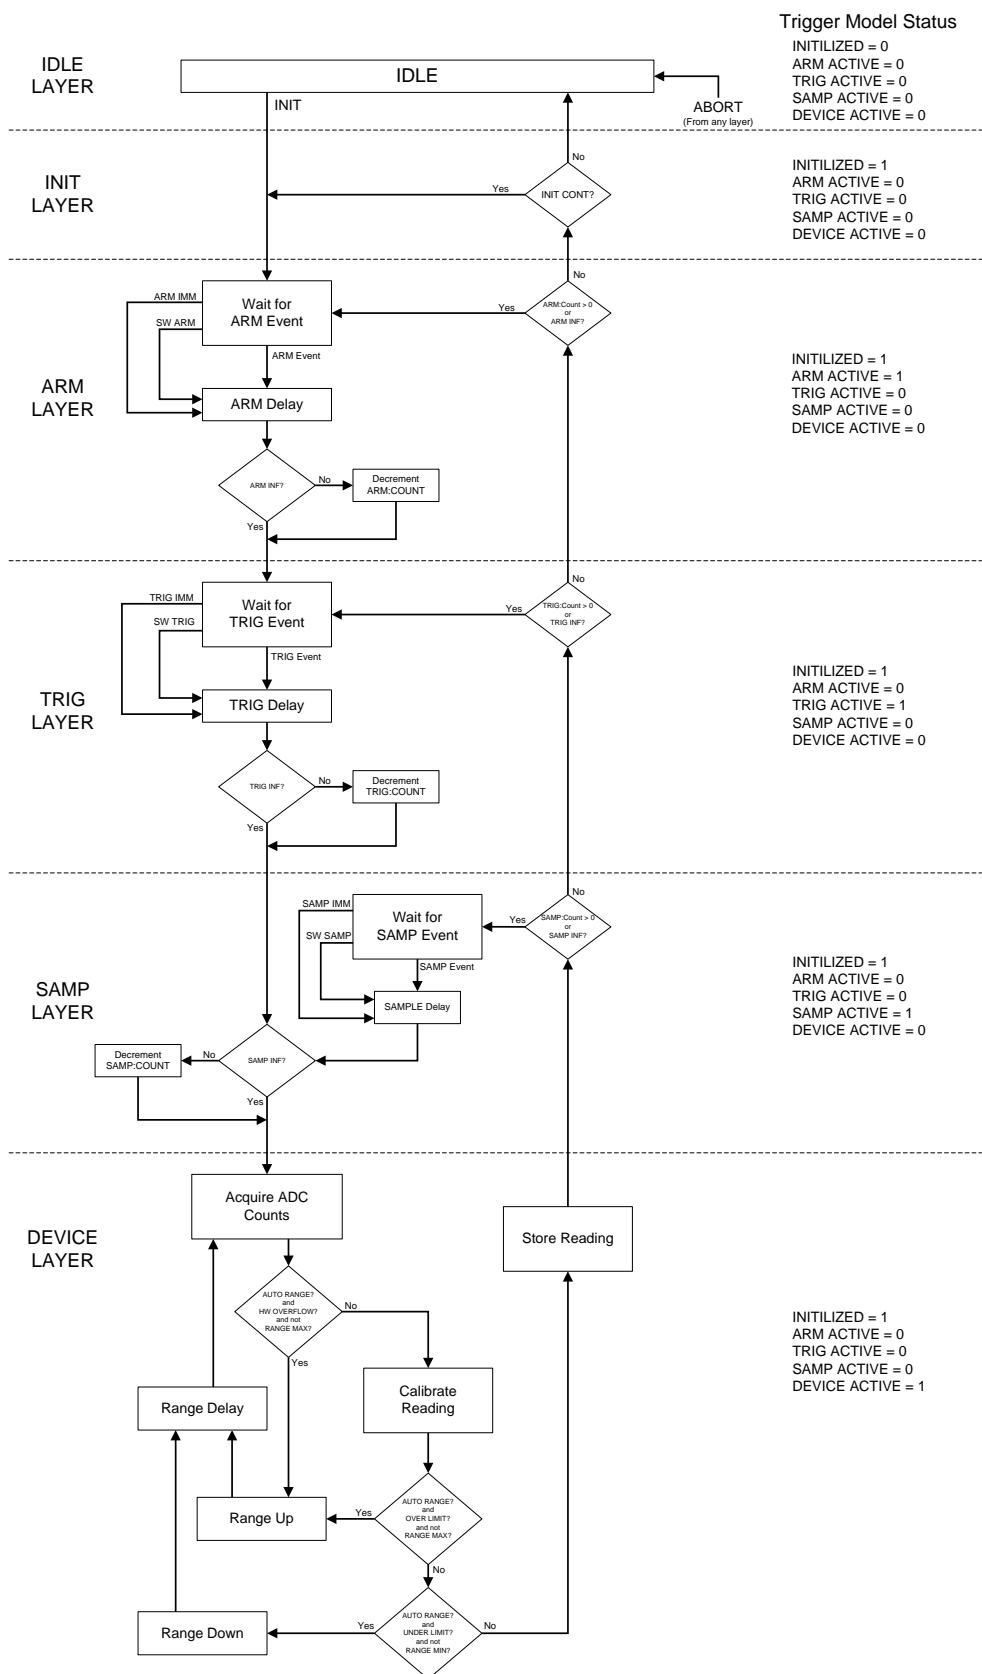 Trigger Model Status
IDLE
LAYER
IDLE
INITILIZED = 0
ARM ACTIVE = 0
TRIG ACTIVE = 0
SAMP ACTIVE = 0
DEVICE ACTIVE = 0
INIT
ABORT
(From any layer)
INIT
LAYER
No
Yes
INIT CONT?
INITILIZED = 1
ARM ACTIVE = 0
TRIG ACTIVE = 0
SAMP ACTIVE = 0
DEVICE ACTIVE = 0
ARM
LAYER
No
ARM IMM
SW ARM
Wait for
ARM Event
Yes
ARM:Count > 0
or
ARM INF?
ARM Event
ARM Delay
ARM INF?
No
Decrement
ARM:COUNT
Yes
INITILIZED = 1
ARM ACTIVE = 1
TRIG ACTIVE = 0
SAMP ACTIVE = 0
DEVICE ACTIVE = 0
TRIG
LAYER
No
TRIG IMM
SW TRIG
Wait for
TRIG Event
Yes
TRIG:Count > 0
or
TRIG INF?
TRIG Event
TRIG Delay
TRIG INF?
No
Decrement
TRIG:COUNT
Yes
INITILIZED = 1
ARM ACTIVE = 0
TRIG ACTIVE = 1
SAMP ACTIVE = 0
DEVICE ACTIVE = 0
SAMP
LAYER
No
SAMP IMM
SW SAMP
Wait for
SAMP Event
Yes
SAMP:Count > 0
or
SAMP INF?
SAMP Event
SAMPLE Delay
Decrement
SAMP:COUNT
No
SAMP INF?
Yes
INITILIZED = 1
ARM ACTIVE = 0
TRIG ACTIVE = 0
SAMP ACTIVE = 1
DEVICE ACTIVE = 0
DEVICE
LAYER
Acquire ADC
Counts
Store Reading
AUTO RANGE?
and
HW OVERFLOW?
and not
RANGE MAX?
No
Yes
Calibrate
Reading
Range Delay
Range Up
Yes
AUTO RANGE?
and
OVER LIMIT?
and not
RANGE MAX?
No
Range Down
Yes
AUTO RANGE?
and
UNDER LIMIT?
and not
RANGE MIN?
No
INITILIZED = 1
ARM ACTIVE = 0
TRIG ACTIVE = 0
SAMP ACTIVE = 0
DEVICE ACTIVE = 1